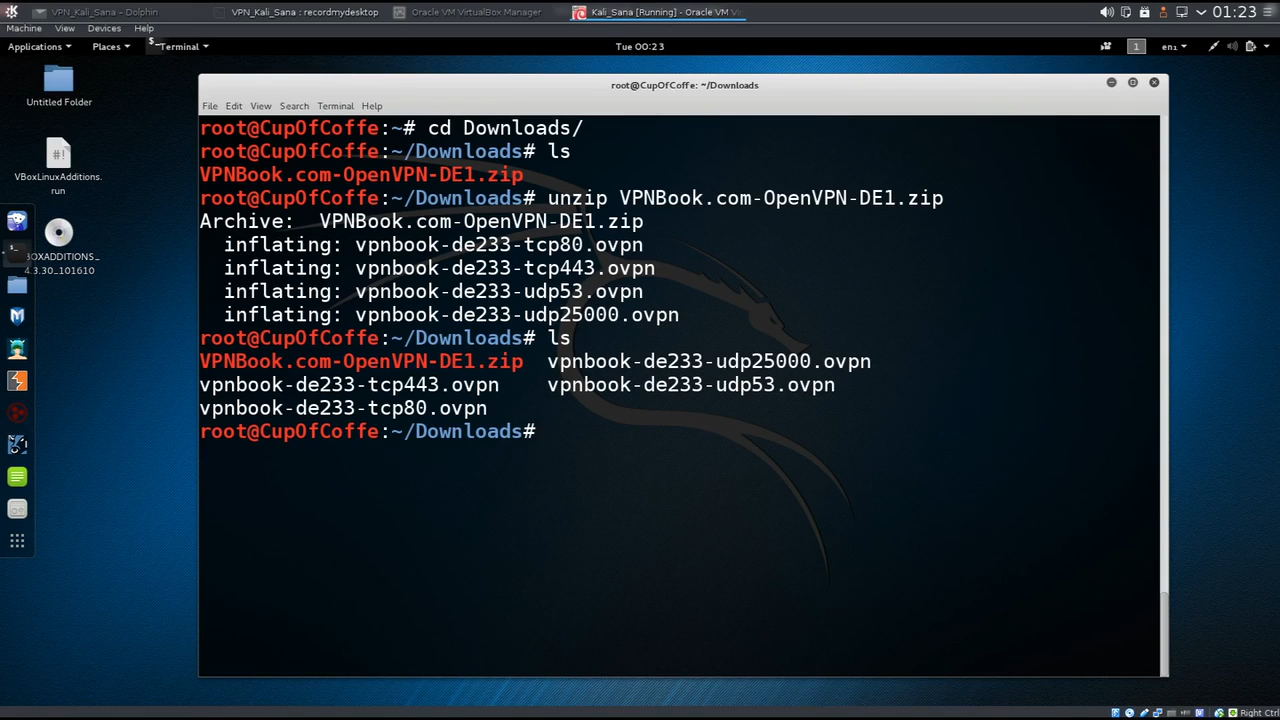 VPN_Kali_Sana - Dolphin
VPN_Kali_Sana : recordmydesktop
Oracle VM VirtualBox Manager
Kali_Sana [Running] - Oracle VM
01:23
Machine View Devices Help
Applications Places Terminal
Tue 00:23
1
en1
Untitled Folder
VBoxLinuxAdditions.
run
BOXADDITIONS_
4.3.30_101610
root@CupOfCoffe: ~/Downloads
File Edit View Search Terminal Help
root@CupOfCoffe:~# cd Downloads/
root@CupOfCoffe:~/Downloads# ls
VPNBook.com-OpenVPN-DE1.zip
root@CupOfCoffe:~/Downloads# unzip VPNBook.com-OpenVPN-DE1.zip
Archive:  VPNBook.com-OpenVPN-DE1.zip
  inflating: vpnbook-de233-tcp80.ovpn
  inflating: vpnbook-de233-tcp443.ovpn
  inflating: vpnbook-de233-udp53.ovpn
  inflating: vpnbook-de233-udp25000.ovpn
root@CupOfCoffe:~/Downloads# ls
VPNBook.com-OpenVPN-DE1.zip  vpnbook-de233-udp25000.ovpn
vpnbook-de233-tcp443.ovpn    vpnbook-de233-udp53.ovpn
vpnbook-de233-tcp80.ovpn
root@CupOfCoffe:~/Downloads#
Right Ctrl